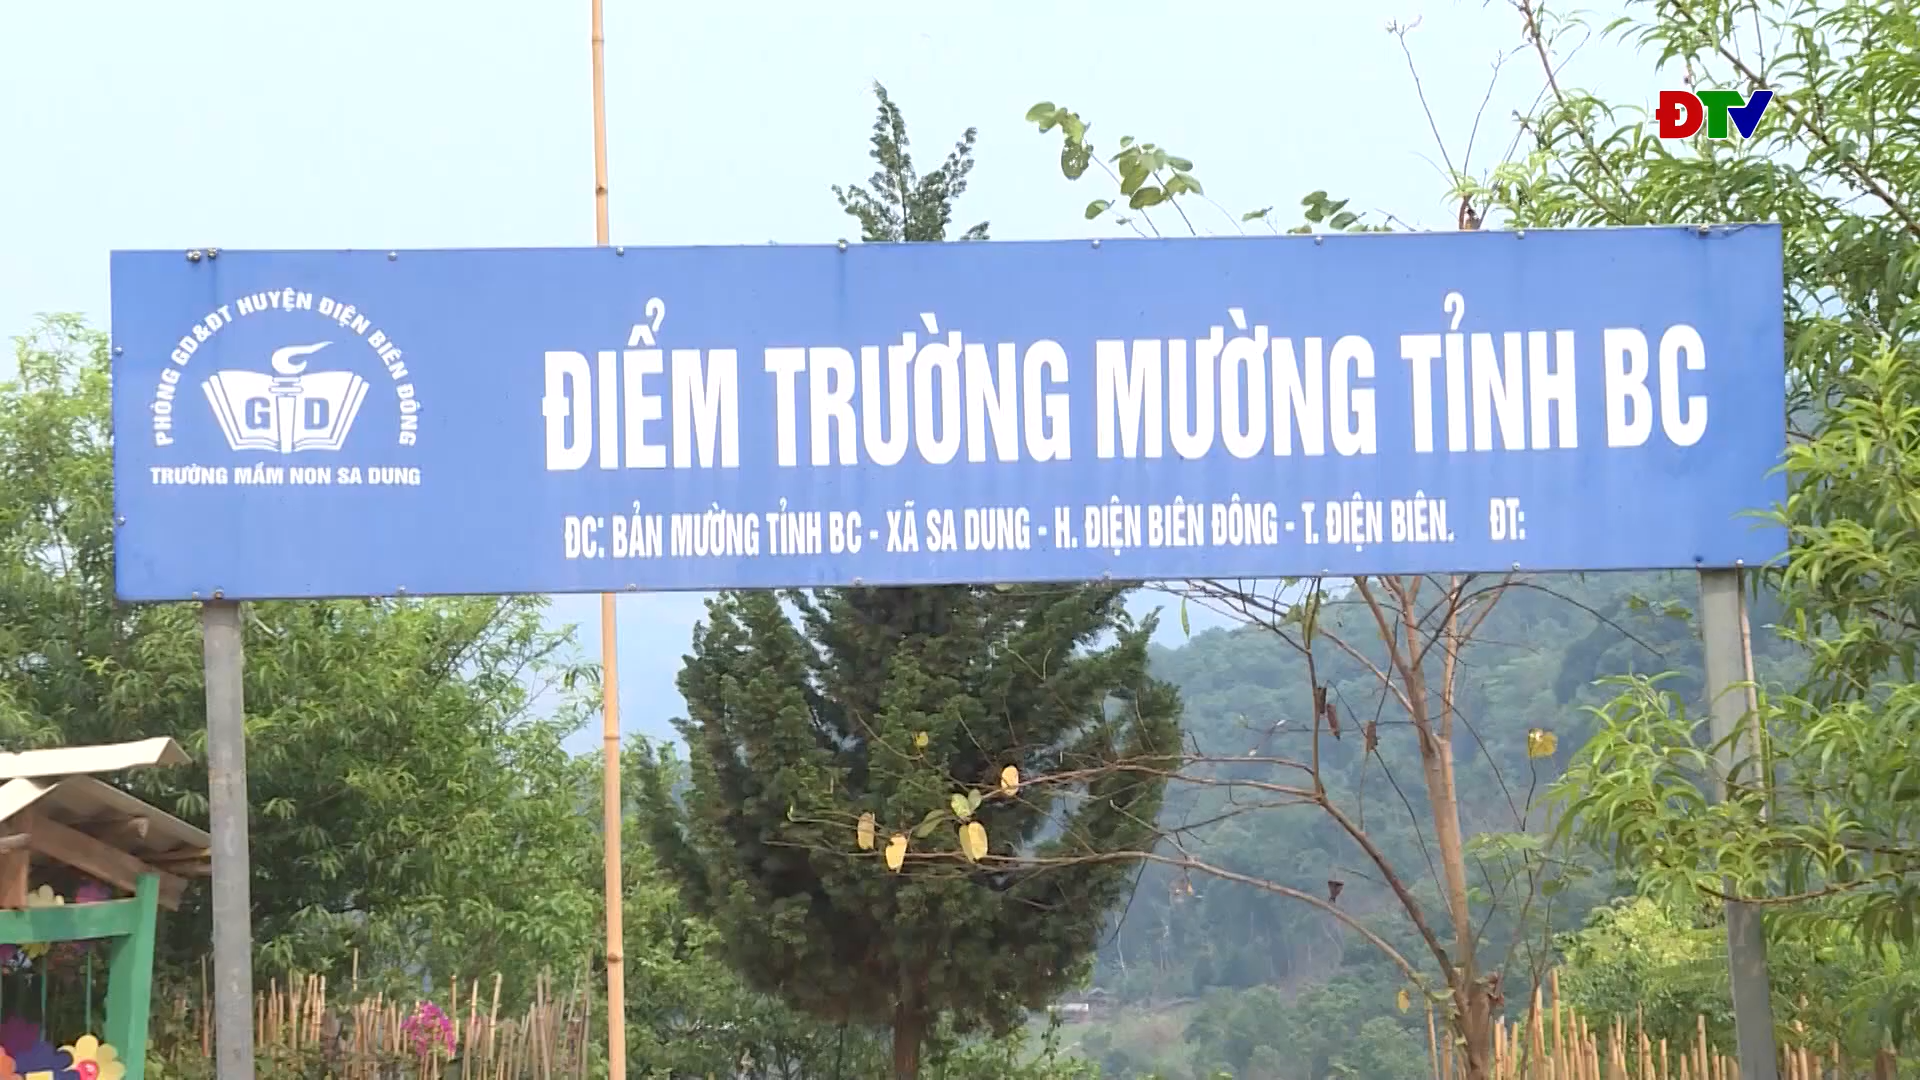 ĐTV
PHÒNG GD&ĐT HUYỆN ĐIỆN BIÊN ĐÔNG
GD
TRƯỜNG MẦM NON SA DUNG
ĐIỂM TRƯỜNG MƯỜNG TỈNH BC
ĐC: BẢN MƯỜNG TỈNH BC - XÃ SA DUNG - H. ĐIỆN BIÊN ĐÔNG - T. ĐIỆN BIÊN. ĐT: